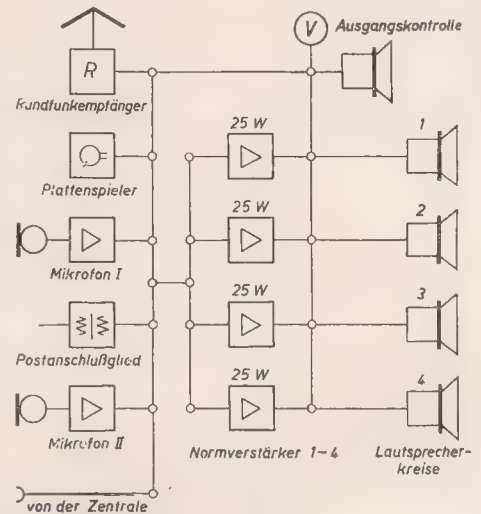 V
Ausgangskontrolle
R
Rundfunkempfänger
25 W
1
Plattenspieler
25 W
2
Mikrofon I
25 W
3
Postanschlußglied
25 W
4
Mikrofon II
Normverstärker 1-4
Lautsprecher-
kreise
von der Zentrale